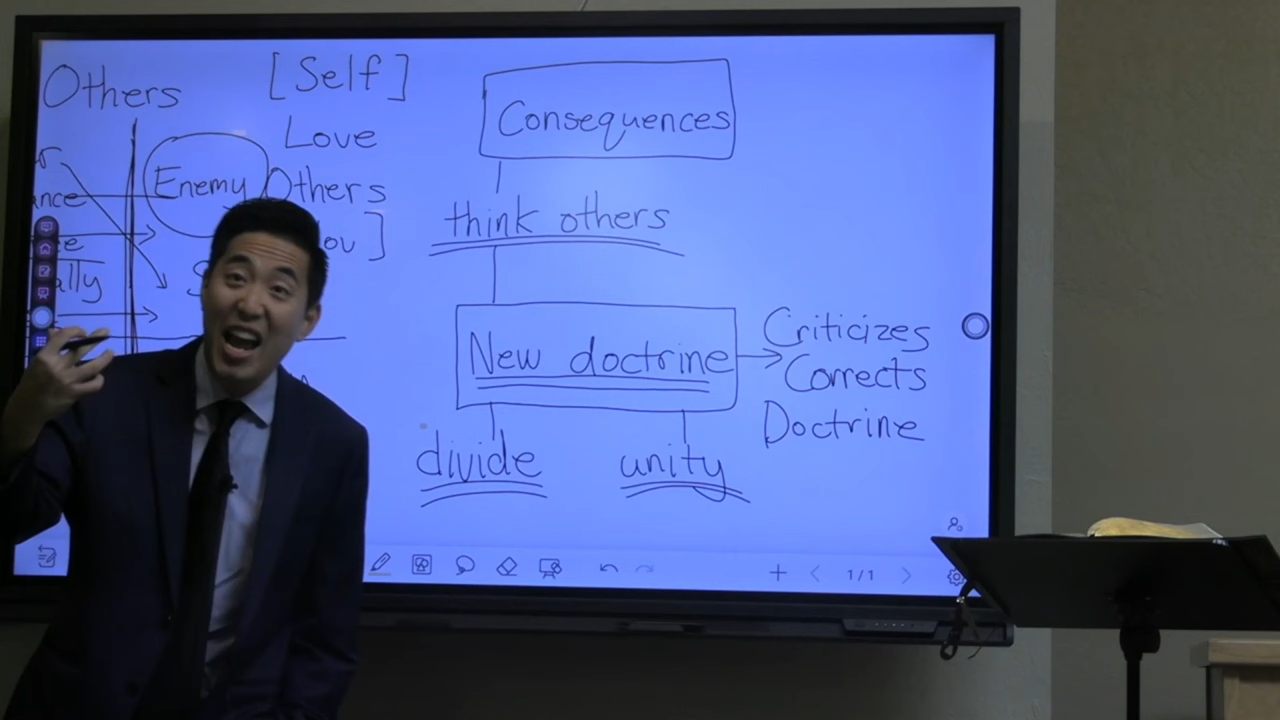 Others
[Self]
Love
Enemy
Others
Consequences
think others
New doctrine
Criticizes
Corrects
Doctrine
divide
unity
1/1